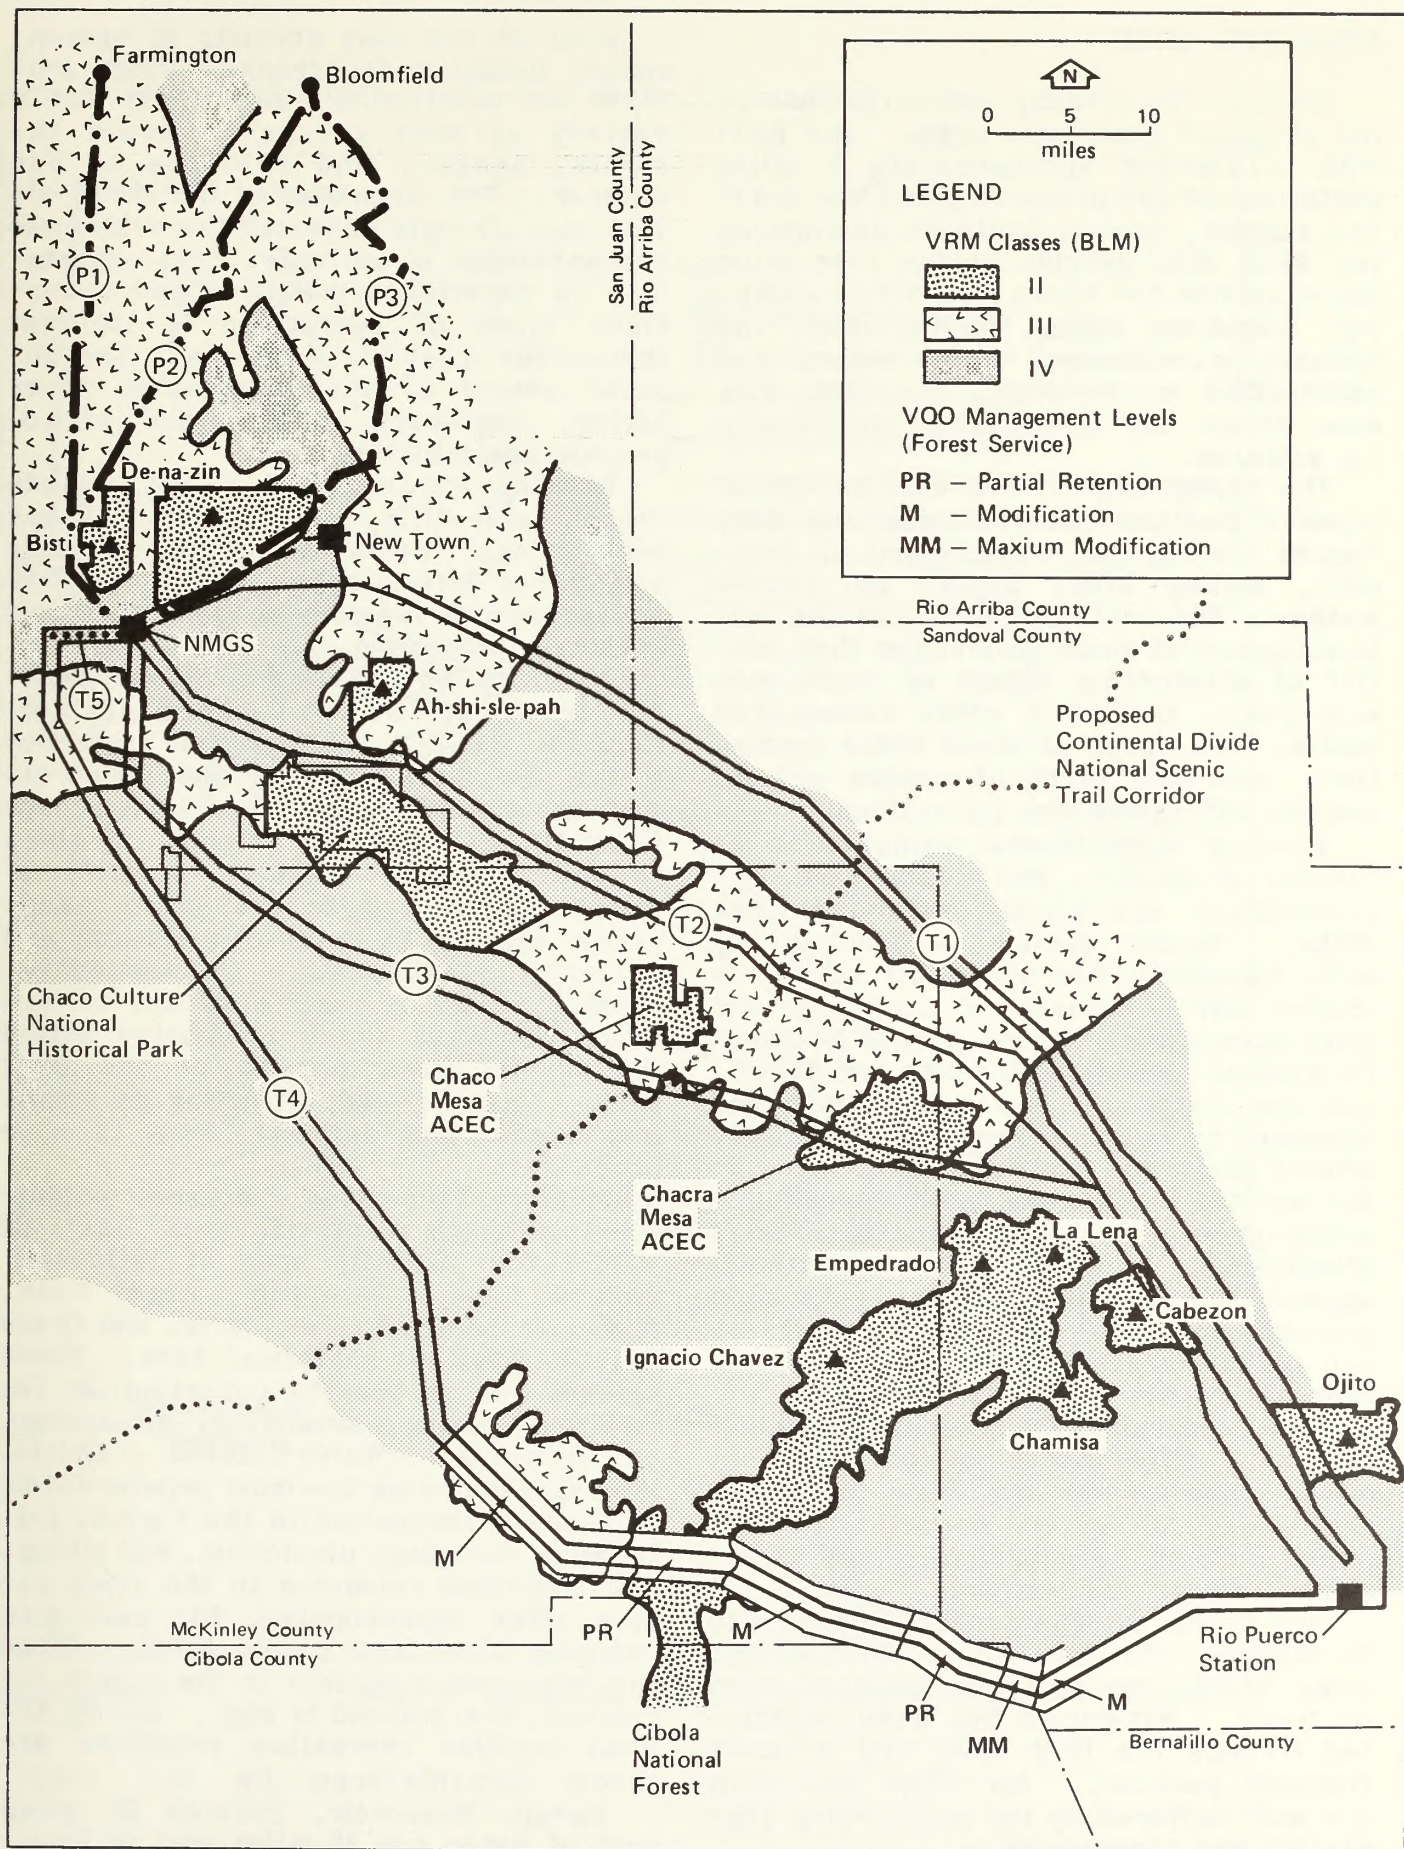 Farmington
Bloomfield
San Juan County
Rio Arriba County
N
0 5 10
miles
LEGEND
VRM Classes (BLM)
II
III
IV
VQO Management Levels
(Forest Service)
PR – Partial Retention
M – Modification
MM – Maxium Modification
P1
P2
P3
De-na-zin
Bisti
New Town
NMGS
T5
Ah-shi-sle-pah
Rio Arriba County
Sandoval County
Proposed
Continental Divide
National Scenic
Trail Corridor
T2
T1
T3
Chaco Culture
National
Historical Park
Chaco
Mesa
ACEC
T4
Chacra
Mesa
ACEC
La Lena
Empedrado
Cabezon
Ignacio Chavez
Ojito
Chamisa
M
PR
M
McKinley County
Cibola County
Rio Puerco
Station
PR
M
MM
Bernalillo County
Cibola
National
Forest